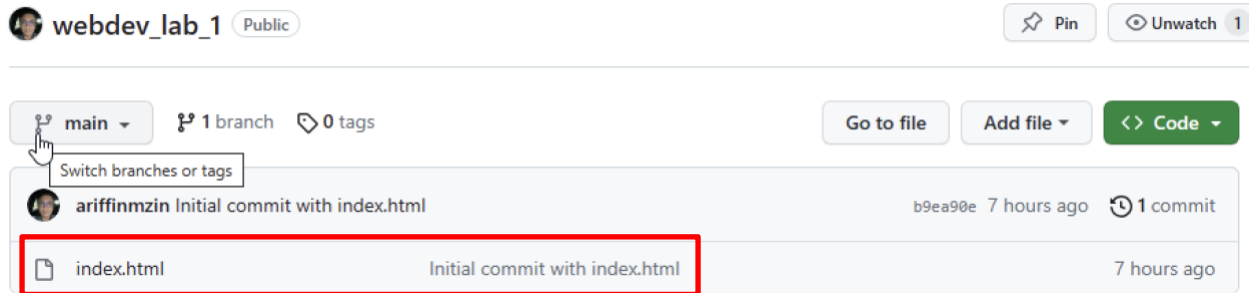 webdev_lab_1 Public Pin Unwatch 1
main 1 branch 0 tags Go to file Add file <> Code
Switch branches or tags
ariffinmzin Initial commit with index.html b9ea90e 7 hours ago 1 commit
index.html Initial commit with index.html 7 hours ago